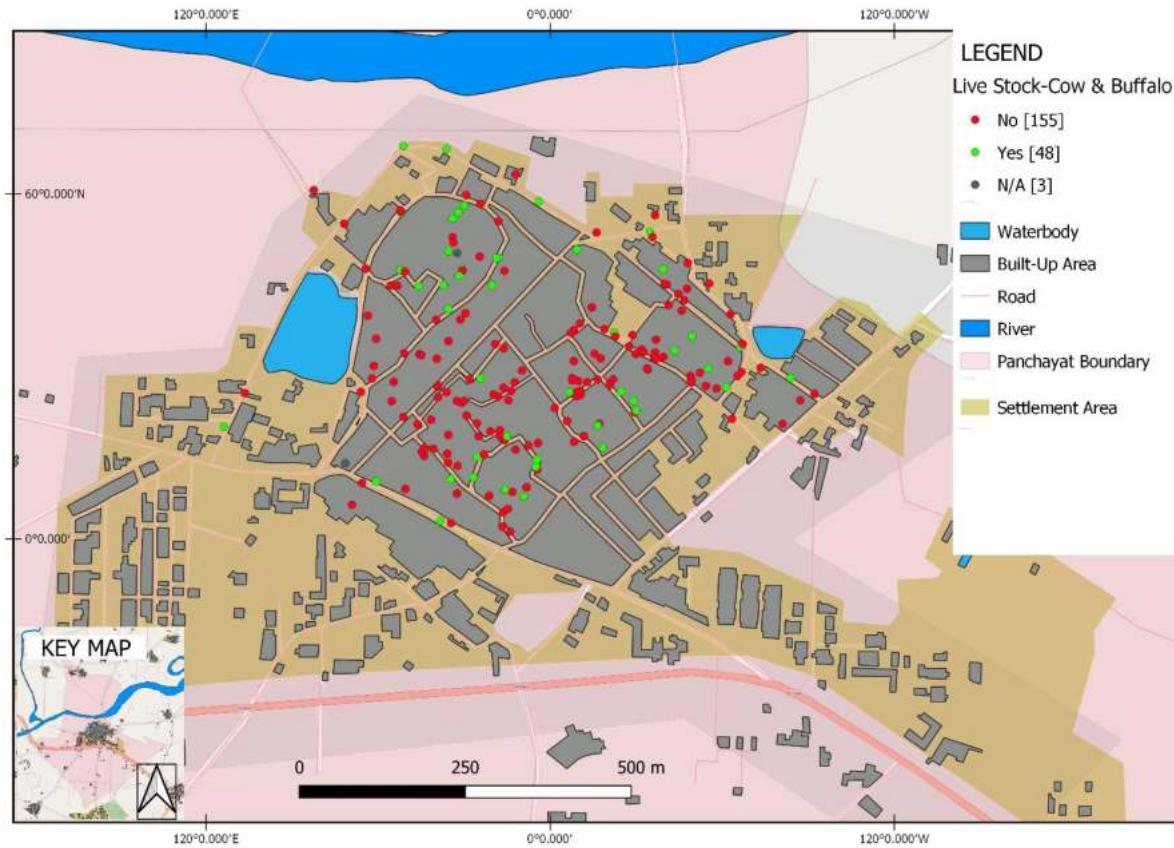 120°0.000'E 0°0.000' 120°0.000'W
LEGEND
Live Stock-Cow & Buffalo
No [155]
Yes [48]
N/A [3]
Waterbody
Built-Up Area
Road
River
Panchayat Boundary
Settlement Area
60°0.000'N
0°0.000'
KEY MAP
0 250 500 m
120°0.000'E 0°0.000' 120°0.000'W